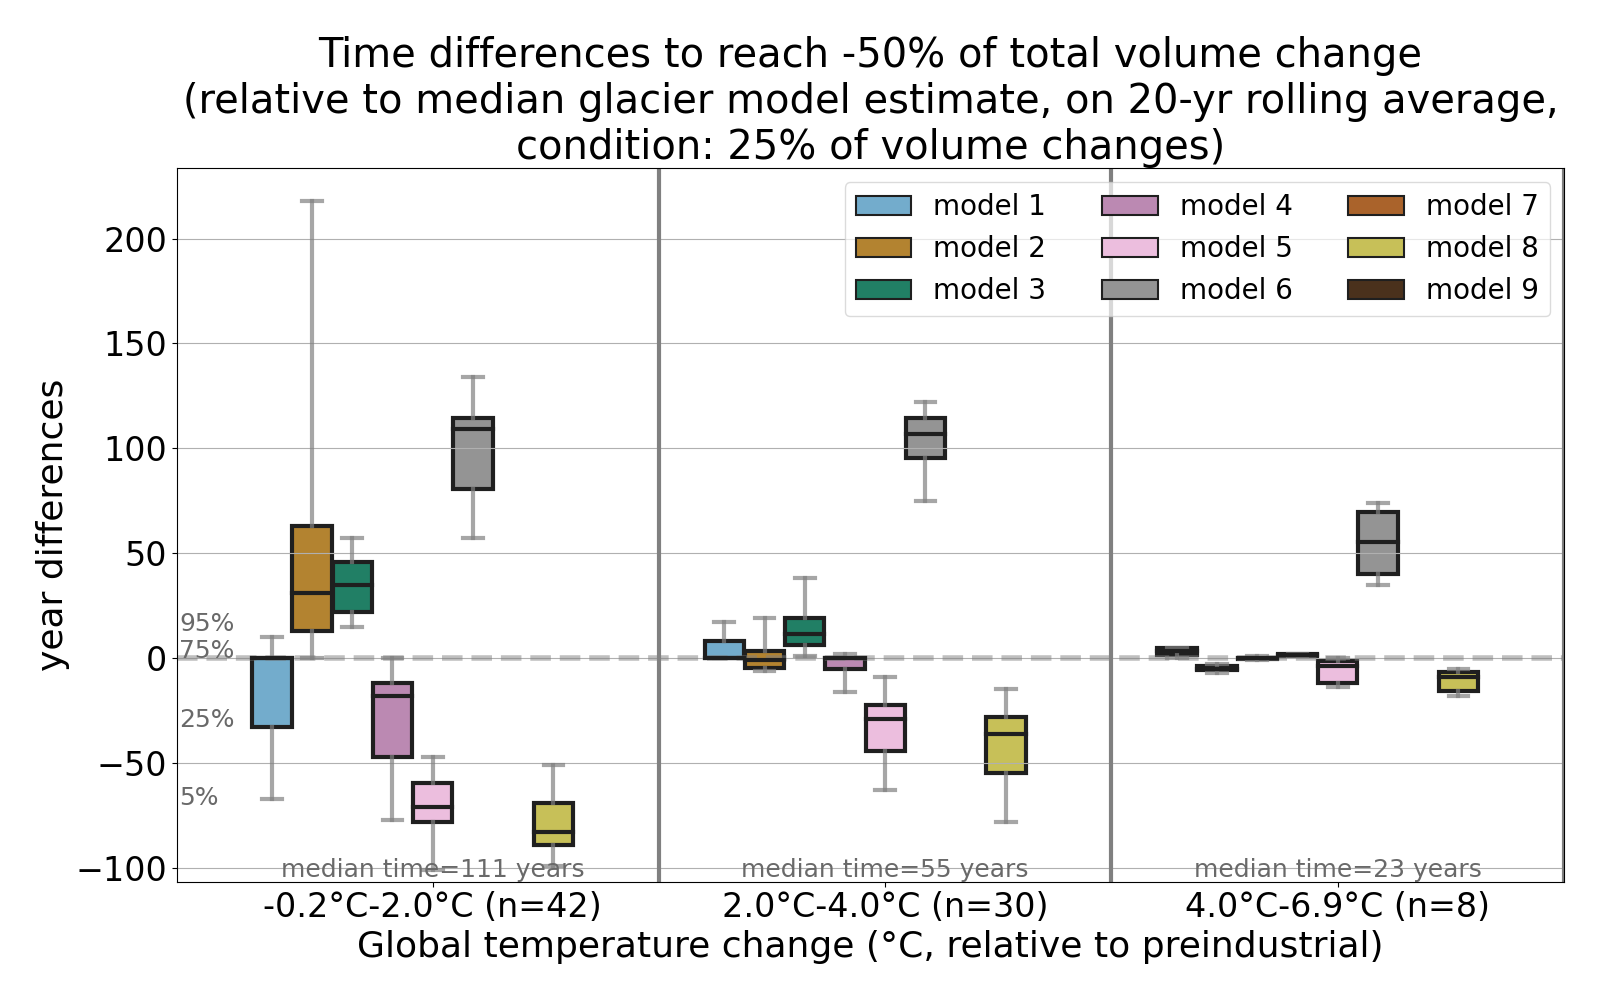 Time differences to reach -50% of total volume change
(relative to median glacier model estimate, on 20-yr rolling average,
condition: 25% of volume changes)
model 1 model 4 model 7
model 2 model 5 model 8
model 3 model 6 model 9
year differences
200
150
100
50
0
−50
−100
95%
75%
25%
5%
median time=111 years median time=55 years median time=23 years
-0.2°C-2.0°C (n=42) 2.0°C-4.0°C (n=30) 4.0°C-6.9°C (n=8)
Global temperature change (°C, relative to preindustrial)